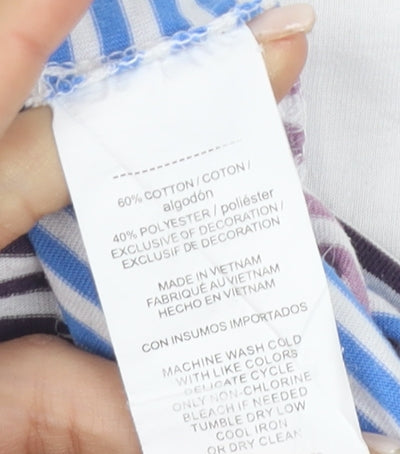 60% COTTON / COTON /
algodón
40% POLYESTER / poliéster
EXCLUSIVE OF DECORATION /
EXCLUSIF DE DECORATION
MADE IN VIETNAM
FABRIQUÉ AU VIETNAM
HECHO EN VIETNAM
CON INSUMOS IMPORTADOS
MACHINE WASH COLD
WITH LIKE COLORS
DELICATE CYCLE
ONLY NON-CHLORINE
BLEACH IF NEEDED
TUMBLE DRY LOW
COOL IRON
OR DRY CLEAN